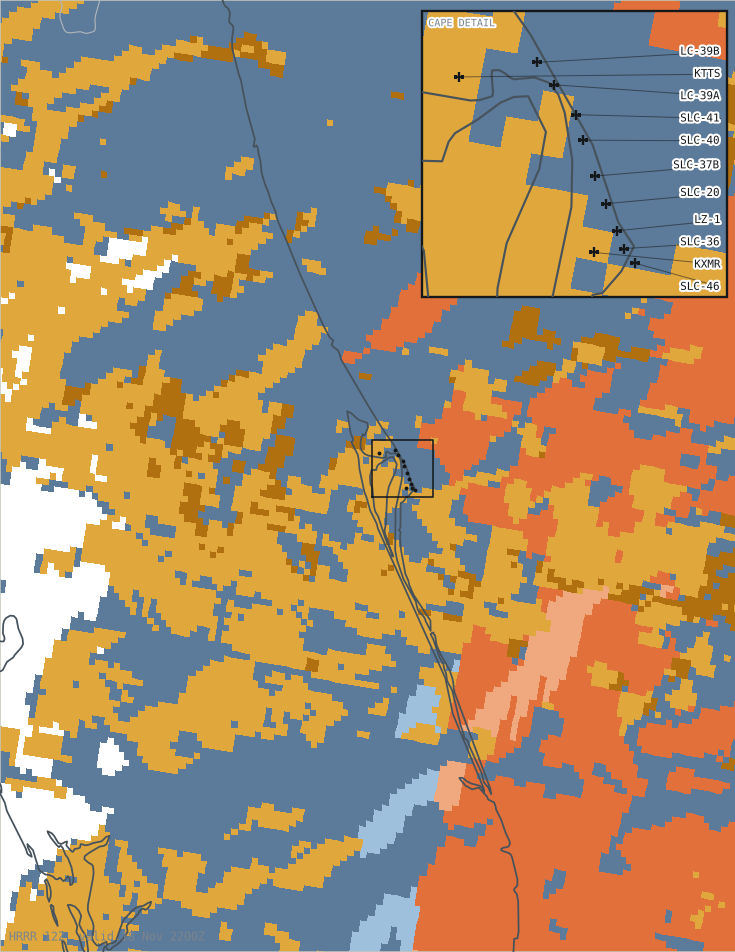 CAPE DETAIL
LC-39B
KTTS
LC-39A
SLC-41
SLC-40
SLC-37B
SLC-20
LZ-1
SLC-36
KXMR
SLC-46
HRRR 22Z Nov 2200Z